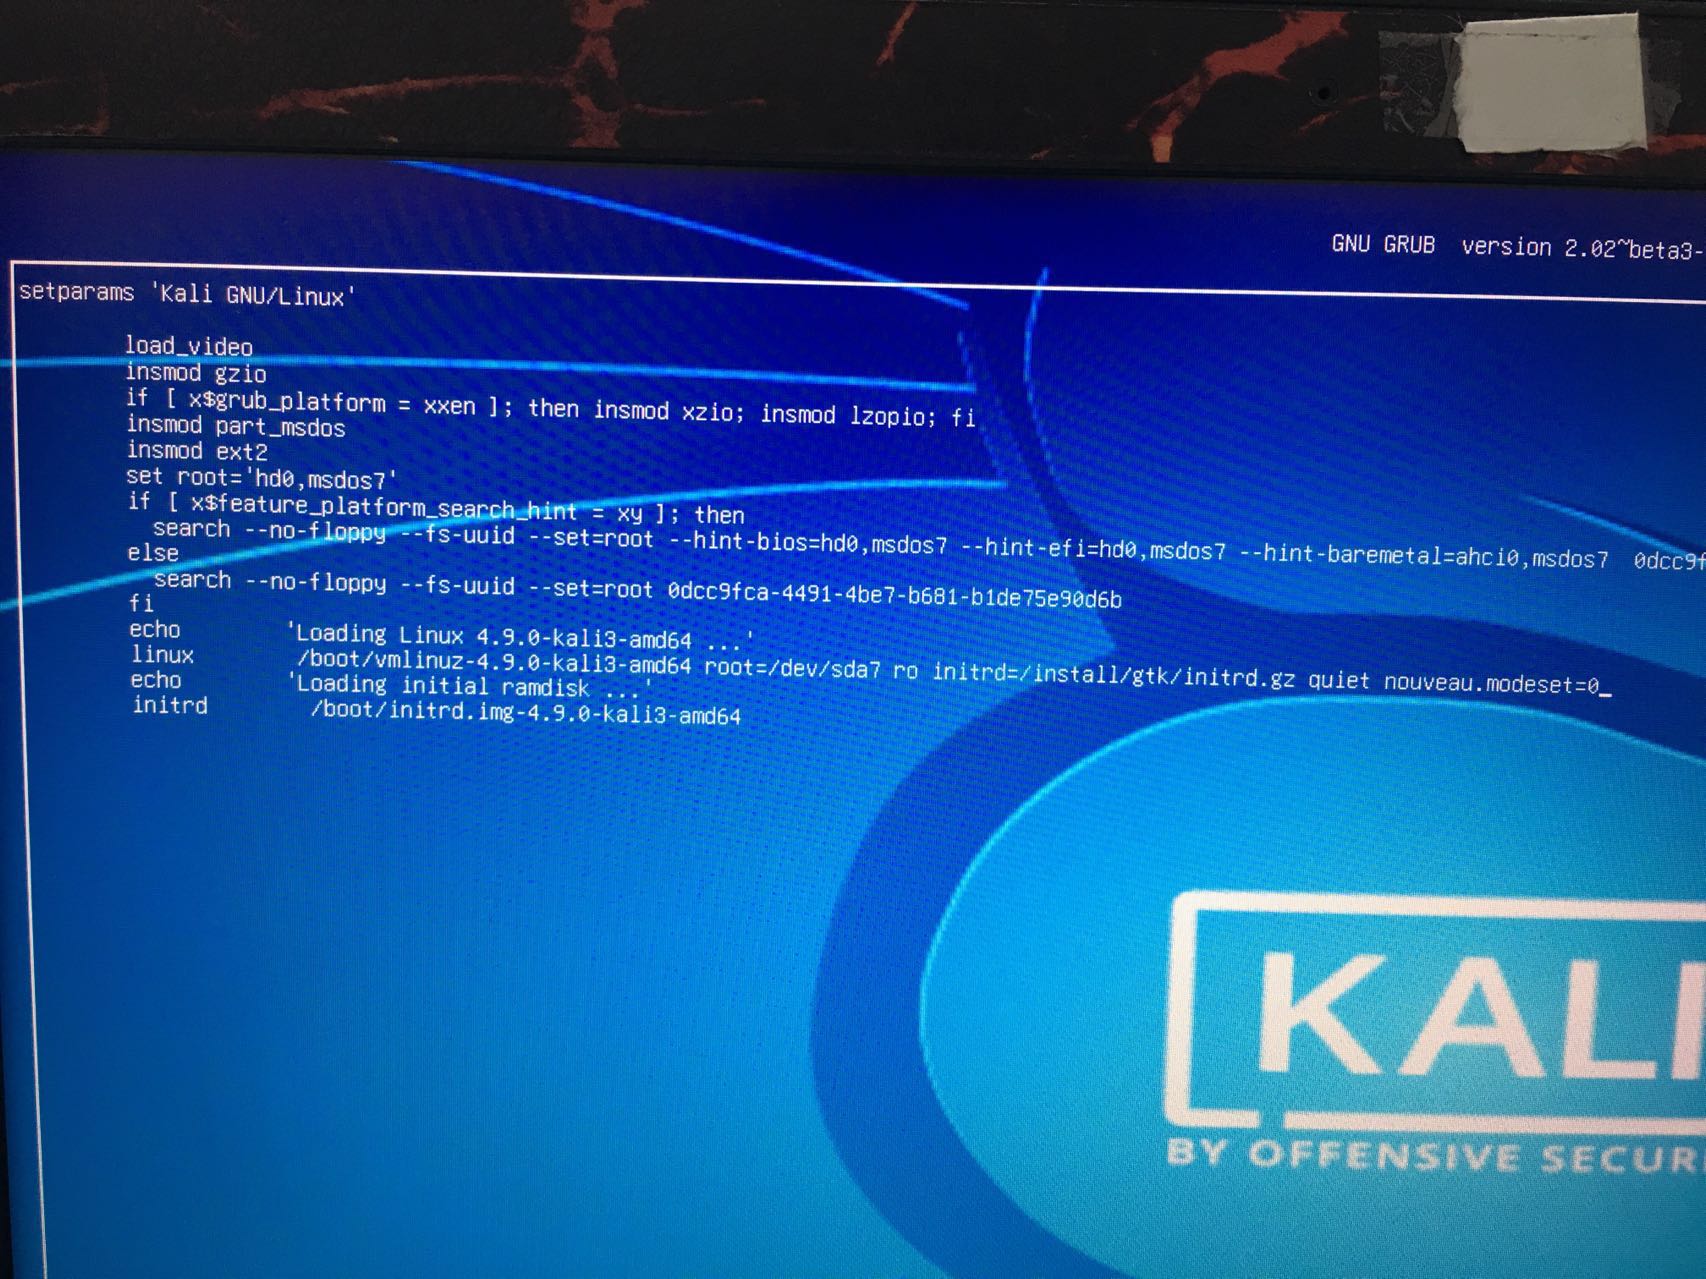 GNU GRUB version 2.02~beta3-
setparams 'Kali GNU/Linux'
load_video
insmod gzio
if [ x$grub_platform = xxen ]; then insmod xzio; insmod lzopio; fi
insmod part_msdos
insmod ext2
set root='hd0,msdos7'
if [ x$feature_platform_search_hint = xy ]; then
search --no-floppy --fs-uuid --set=root --hint-bios=hd0,msdos7 --hint-efi=hd0,msdos7 --hint-baremetal=ahci0,msdos7 0dcc9f
else
search --no-floppy --fs-uuid --set=root 0dcc9fca-4491-4be7-b681-b1de75e90d6b
fi
echo 'Loading Linux 4.9.0-kali3-amd64 ...'
linux /boot/vmlinuz-4.9.0-kali3-amd64 root=/dev/sda7 ro initrd=/install/gtk/initrd.gz quiet nouveau.modeset=0_
echo 'Loading initial ramdisk ...'
initrd /boot/initrd.img-4.9.0-kali3-amd64
KALI
BY OFFENSIVE SECUR